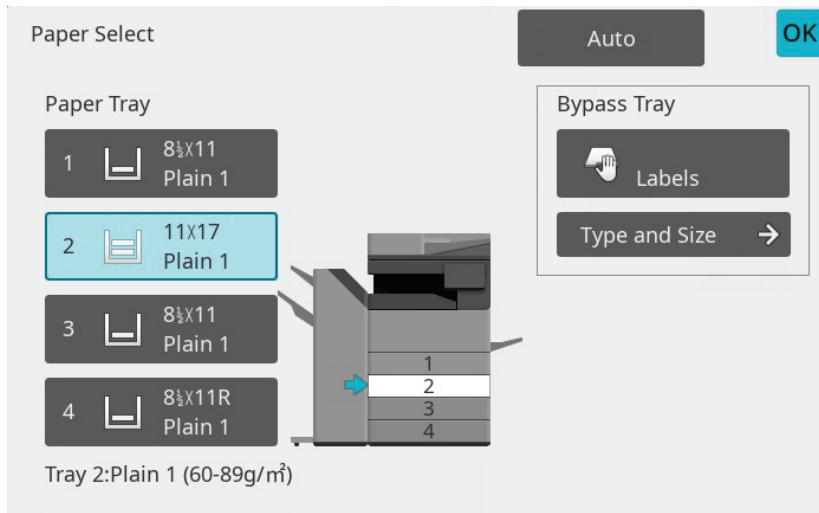 Paper Select
Auto
OK
Paper Tray
Bypass Tray
1
8½X11
Plain 1
2
11X17
Plain 1
3
8½X11
Plain 1
4
8½X11R
Plain 1
Labels
Type and Size
1
2
3
4
Tray 2:Plain 1 (60-89g/㎡)